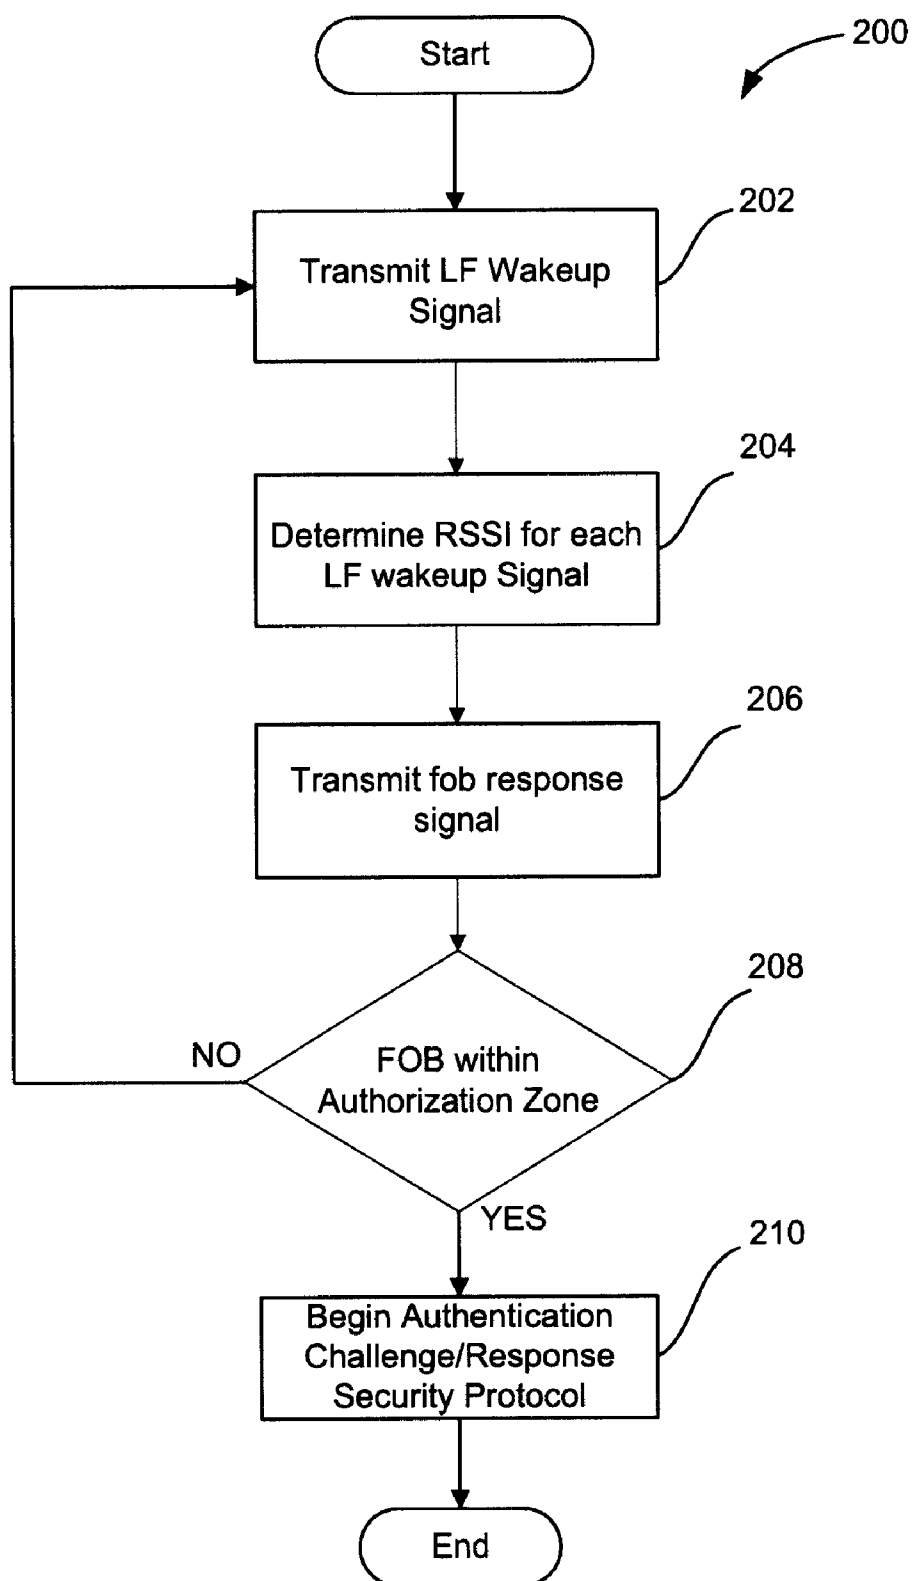 Start
200
202
Transmit LF Wakeup
Signal
204
Determine RSSI for each
LF wakeup Signal
206
Transmit fob response
signal
208
NO
FOB within
Authorization Zone
YES
210
Begin Authentication
Challenge/Response
Security Protocol
End